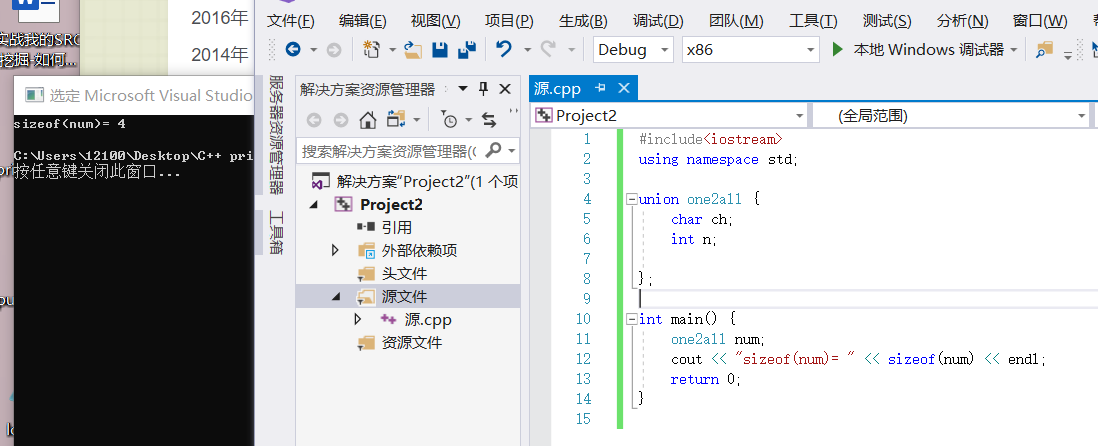 实战我的SRC
挖掘-如何...
2016年
2014年
文件(F) 编辑(E) 视图(V) 项目(P) 生成(B) 调试(D) 团队(M) 工具(T) 测试(S) 分析(N) 窗口(W)
Debug x86 本地 Windows 调试器
选定 Microsoft Visual Studio
sizeof(num)= 4
C:\Users\12100\Desktop\C++ pri
按任意键关闭此窗口...
服务器资源管理器
工具箱
解决方案资源管理器
搜索解决方案资源管理器(C
解决方案"Project2"(1 个项
Project2
引用
外部依赖项
头文件
源文件
源.cpp
资源文件
源.cpp
Project2 (全局范围)
1 #include<iostream>
2 using namespace std;
3
4 union one2all {
5 char ch;
6 int n;
7
8 };
9
10 int main() {
11 one2all num;
12 cout << "sizeof(num)= " << sizeof(num) << endl;
13 return 0;
14 }
15